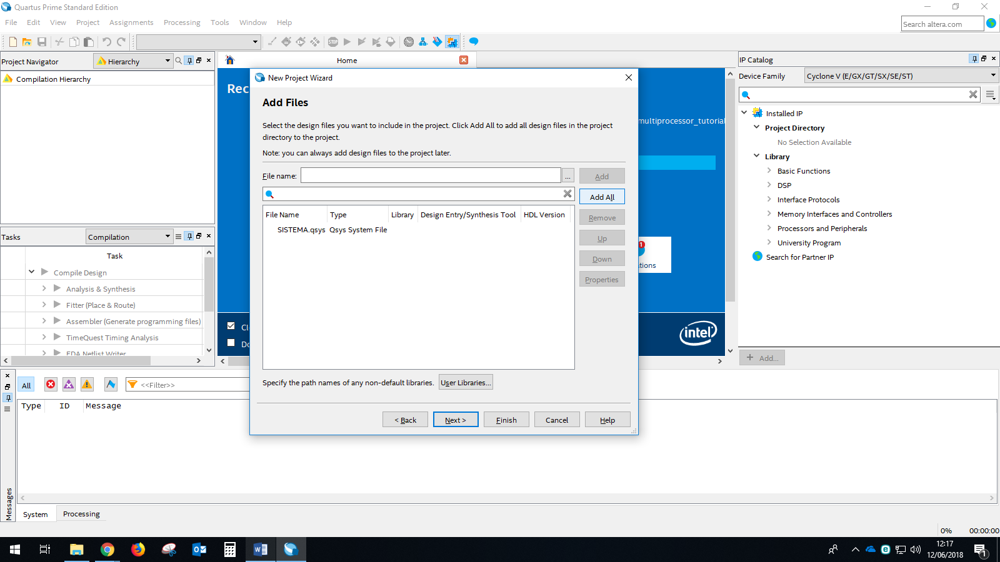 Quartus Prime Standard Edition
File Edit View Project Assignments Processing Tools Window Help
Search altera.com
STOP
Project Navigator
Hierarchy
Compilation Hierarchy
Home
Rec
multiprocessor_tutorial
1
tions
Cl
Do
intel
New Project Wizard
Add Files
Select the design files you want to include in the project. Click Add All to add all design files in the project
directory to the project.
Note: you can always add design files to the project later.
File name:
...
Add
Add All
Remove
Up
Down
Properties
File Name Type Library Design Entry/Synthesis Tool HDL Version
SISTEMA.qsys Qsys System File
Specify the path names of any non-default libraries.
User Libraries...
< Back
Next >
Finish
Cancel
Help
IP Catalog
Device Family
Cyclone V (E/GX/GT/SX/SE/ST)
Installed IP
Project Directory
No Selection Available
Library
Basic Functions
DSP
Interface Protocols
Memory Interfaces and Controllers
Processors and Peripherals
University Program
Search for Partner IP
+ Add...
Tasks
Compilation
Task
Compile Design
Analysis & Synthesis
Fitter (Place & Route)
Assembler (Generate programming files)
TimeQuest Timing Analysis
EDA Netlist Writer
All
<<Filter>>
Type ID Message
Messages
System
Processing
0%
00:00:00
12:17
12/06/2018
1